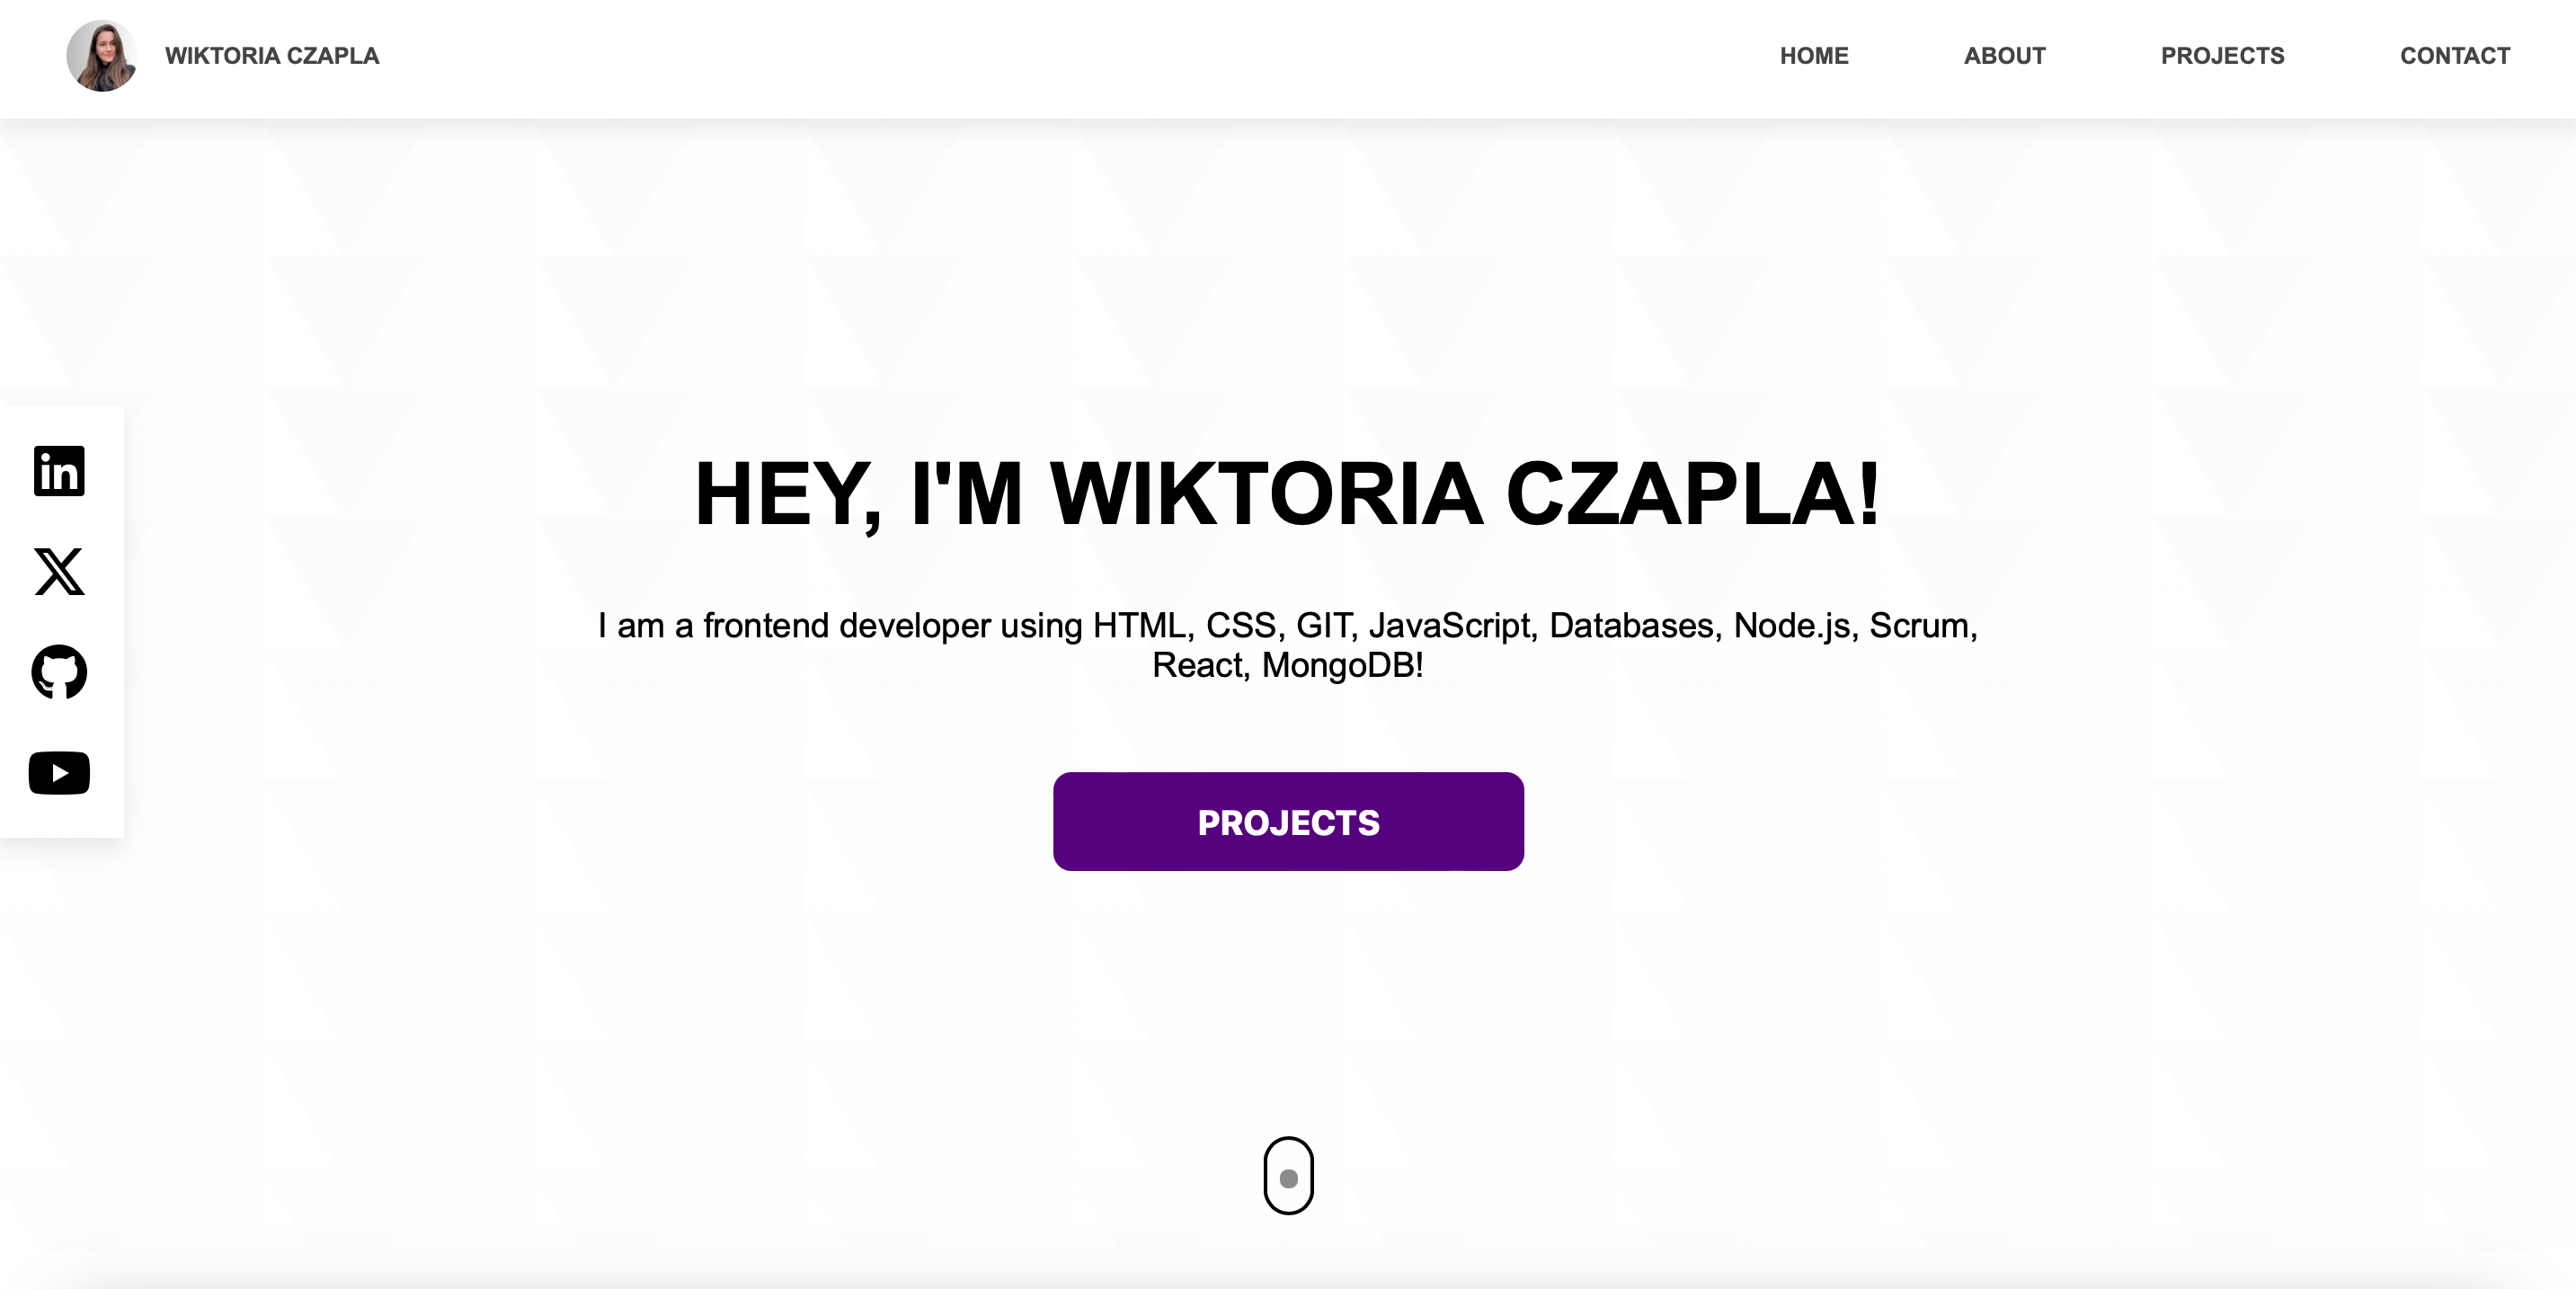 WIKTORIA CZAPLA
HOME
ABOUT
PROJECTS
CONTACT
in
HEY, I'M WIKTORIA CZAPLA!
I am a frontend developer using HTML, CSS, GIT, JavaScript, Databases, Node.js, Scrum,
React, MongoDB!
PROJECTS